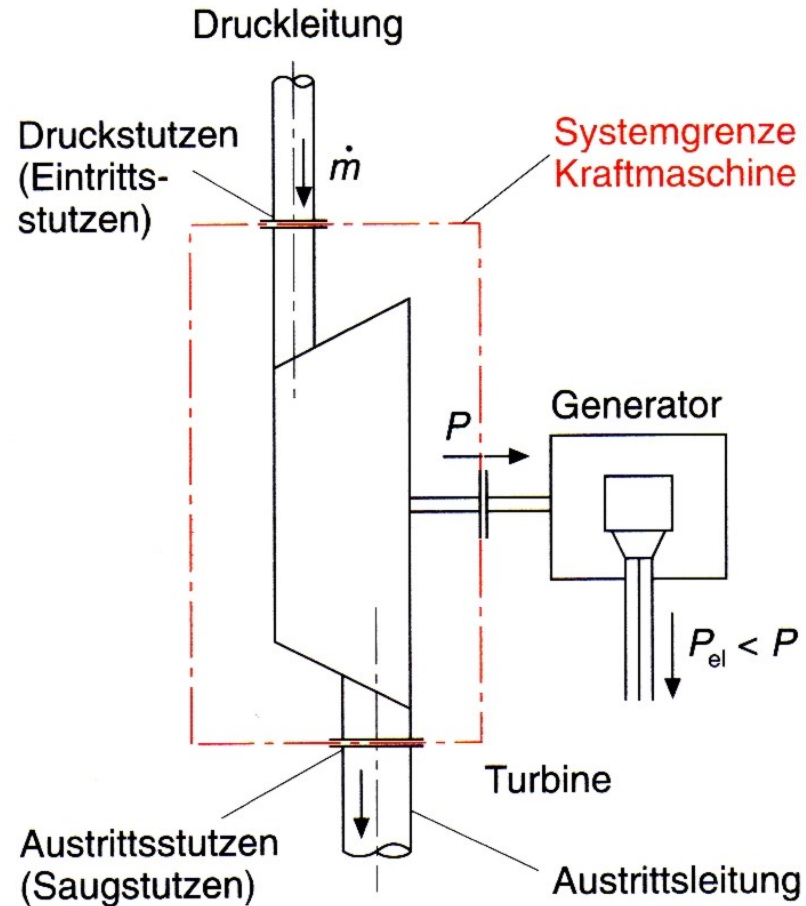 Druckleitung
Druckstutzen
(Eintritts-
stutzen)
ṁ
Systemgrenze
Kraftmaschine
P
Generator
P_el < P
Turbine
Austrittsstutzen
(Saugstutzen)
Austrittsleitung